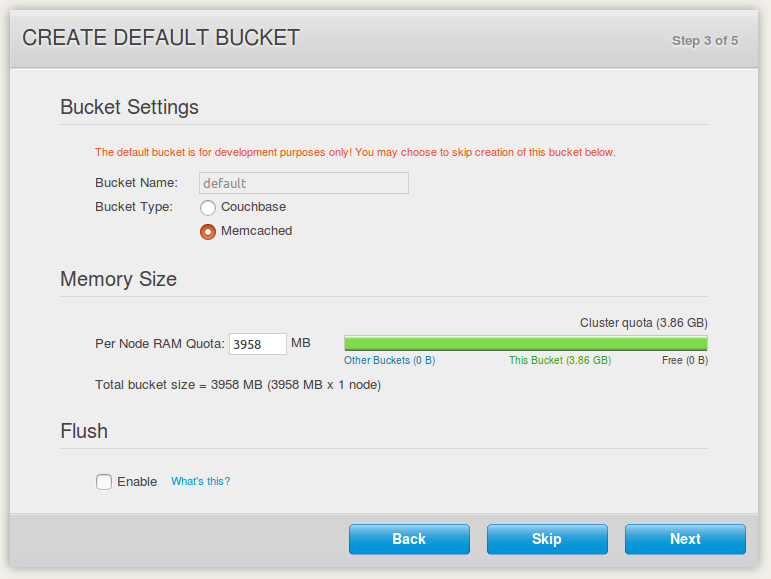 CREATE DEFAULT BUCKET
Step 3 of 5
Bucket Settings
The default bucket is for development purposes only! You may choose to skip creation of this bucket below.
Bucket Name: default
Bucket Type: Couchbase
Memcached
Memory Size
Cluster quota (3.86 GB)
Per Node RAM Quota: 3958 MB
Other Buckets (0 B) This Bucket (3.86 GB) Free (0 B)
Total bucket size = 3958 MB (3958 MB x 1 node)
Flush
Enable What's this?
Back Skip Next